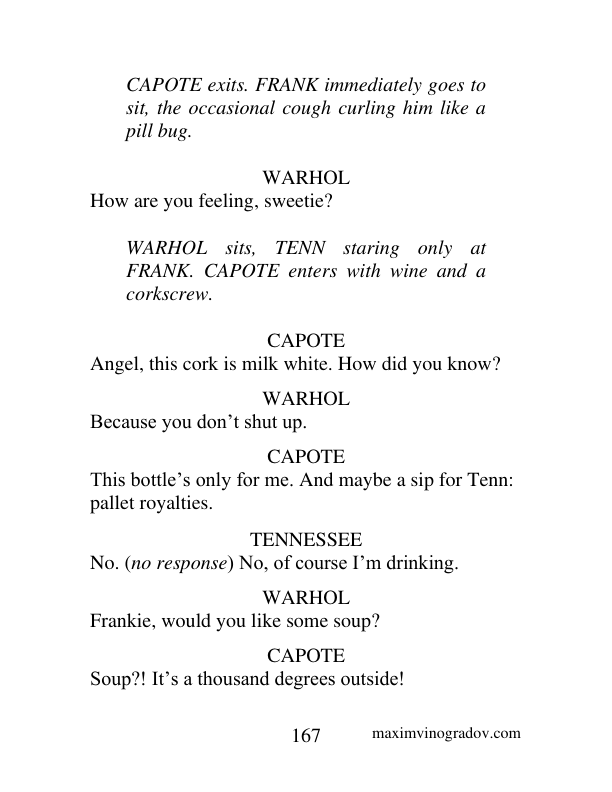 CAPOTE exits. FRANK immediately goes to
sit, the occasional cough curling him like a
pill bug.
WARHOL
How are you feeling, sweetie?
WARHOL sits, TENN staring only at
FRANK. CAPOTE enters with wine and a
corkscrew.
CAPOTE
Angel, this cork is milk white. How did you know?
WARHOL
Because you don’t shut up.
CAPOTE
This bottle’s only for me. And maybe a sip for Tenn:
pallet royalties.
TENNESSEE
No. (no response) No, of course I’m drinking.
WARHOL
Frankie, would you like some soup?
CAPOTE
Soup?! It’s a thousand degrees outside!
167 maximvinogradov.com